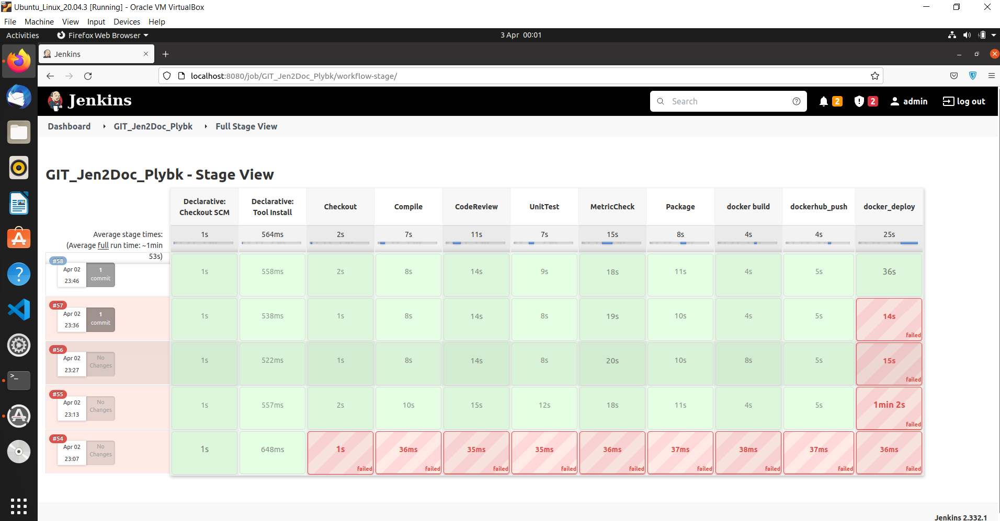 Ubuntu_Linux_20.04.3 [Running] - Oracle VM VirtualBox
File Machine View Input Devices Help
Activities Firefox Web Browser 3 Apr 00:01
Jenkins
localhost:8080/job/GIT_Jen2Doc_Plybk/workflow-stage/
Jenkins Search 2 2 admin log out
Dashboard GIT_Jen2Doc_Plybk Full Stage View
GIT_Jen2Doc_Plybk - Stage View
Declarative: Checkout SCM Declarative: Tool Install Checkout Compile CodeReview UnitTest MetricCheck Package docker build dockerhub_push docker_deploy
Average stage times: 1s 564ms 2s 7s 11s 7s 15s 8s 4s 4s 25s
(Average full run time: ~1min
53s)
#58
Apr 02 23:46 1 commit 1s 558ms 2s 8s 14s 9s 18s 11s 4s 5s 36s
#57
Apr 02 23:36 1 commit 1s 538ms 1s 8s 14s 8s 19s 10s 4s 5s 14s
failed
#56
Apr 02 23:27 No Changes 1s 522ms 1s 8s 14s 8s 20s 10s 8s 5s 15s
failed
#55
Apr 02 23:13 No Changes 1s 557ms 2s 10s 15s 12s 18s 11s 4s 5s 1min 2s
failed
#54
Apr 02 23:07 No Changes 1s 648ms 1s 36ms 35ms 35ms 36ms 37ms 38ms 37ms 36ms
failed failed failed failed failed failed failed failed failed
Jenkins 2.332.1